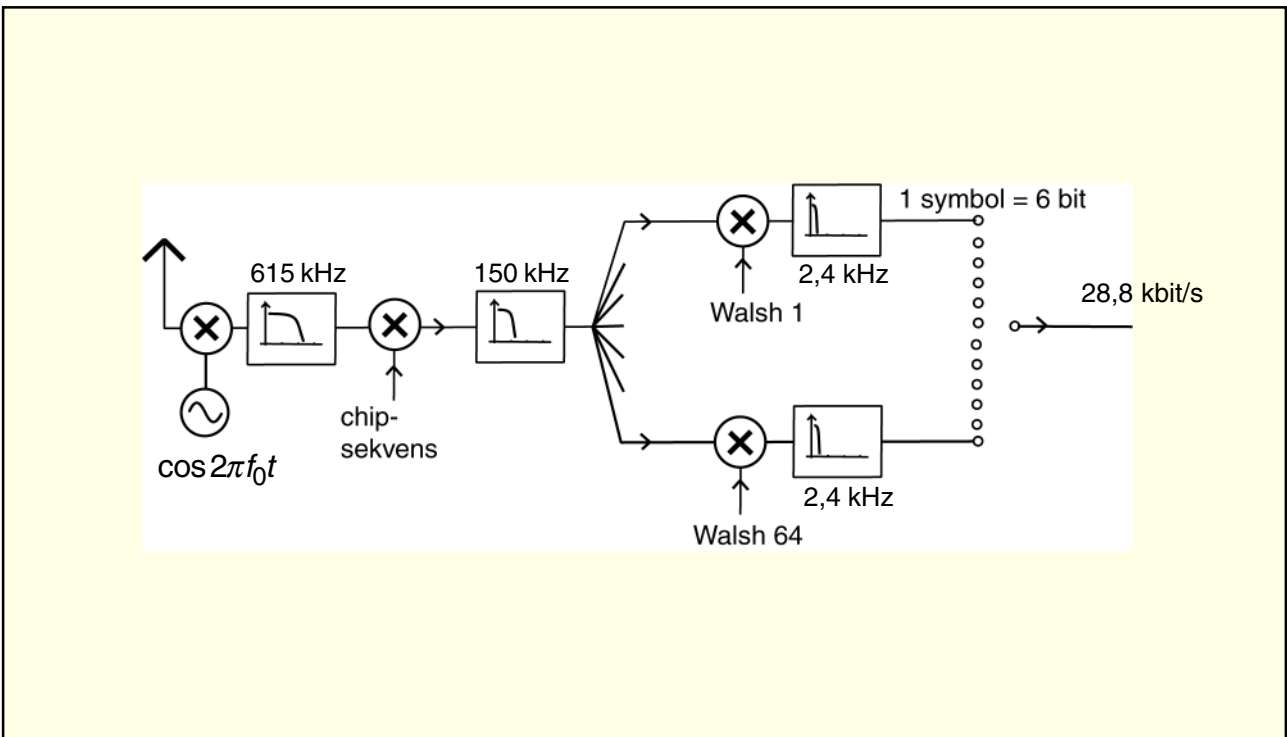 1 symbol = 6 bit
615 kHz
150 kHz
2,4 kHz
28,8 kbit/s
Walsh 1
chip-
sekvens
cos 2πf₀t
2,4 kHz
Walsh 64